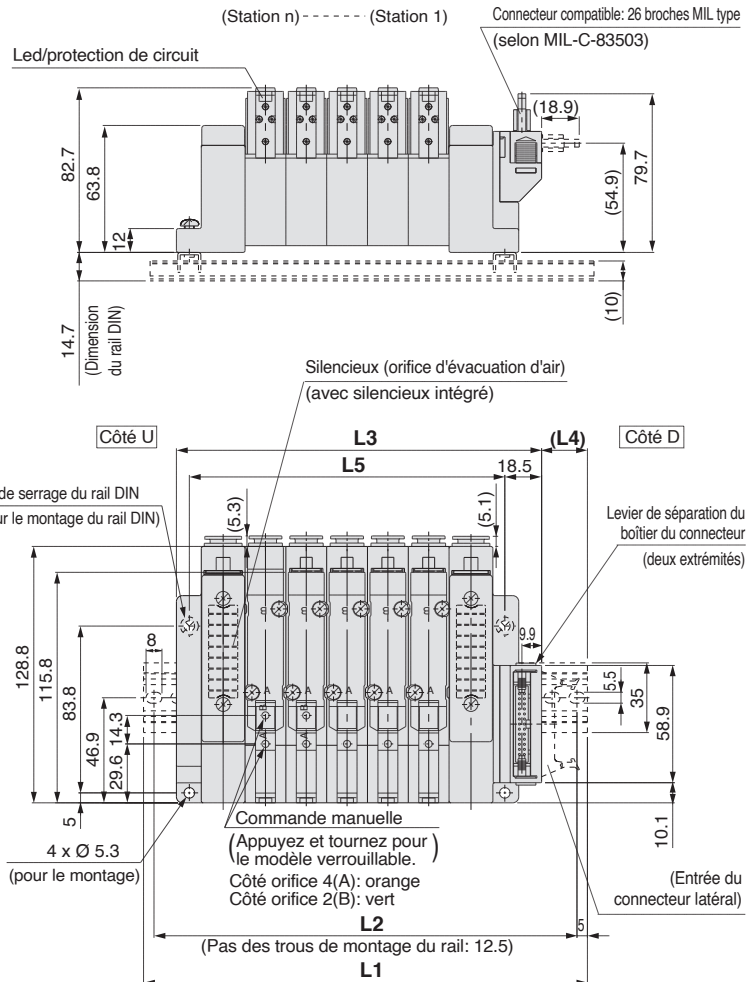 (Station n) ------ (Station 1)
Connecteur compatible: 26 broches MIL type
(selon MIL-C-83503)
Led/protection de circuit
(18.9)
82.7
63.8
12
(54.9)
79.7
14.7
(Dimension
du rail DIN)
(10)
Silencieux (orifice d'évacuation d'air)
(avec silencieux intégré)
Côté U
L3
(L4)
Côté D
L5
18.5
de serrage du rail DIN
ur le montage du rail DIN)
(5.3)
(5.1)
Levier de séparation du
boîtier du connecteur
(deux extrémités)
B B B
8
9.9
128.8
115.8
83.8
46.9
14.3
29.6
5
5.5
35
58.9
10.1
A A A A
B B
A A
4 x Ø 5.3
(pour le montage)
Commande manuelle
(Appuyez et tournez pour
le modèle verrouillable.)
Côté orifice 4(A): orange
Côté orifice 2(B): vert
(Entrée du
connecteur latéral)
L2
5
(Pas des trous de montage du rail: 12.5)
L1